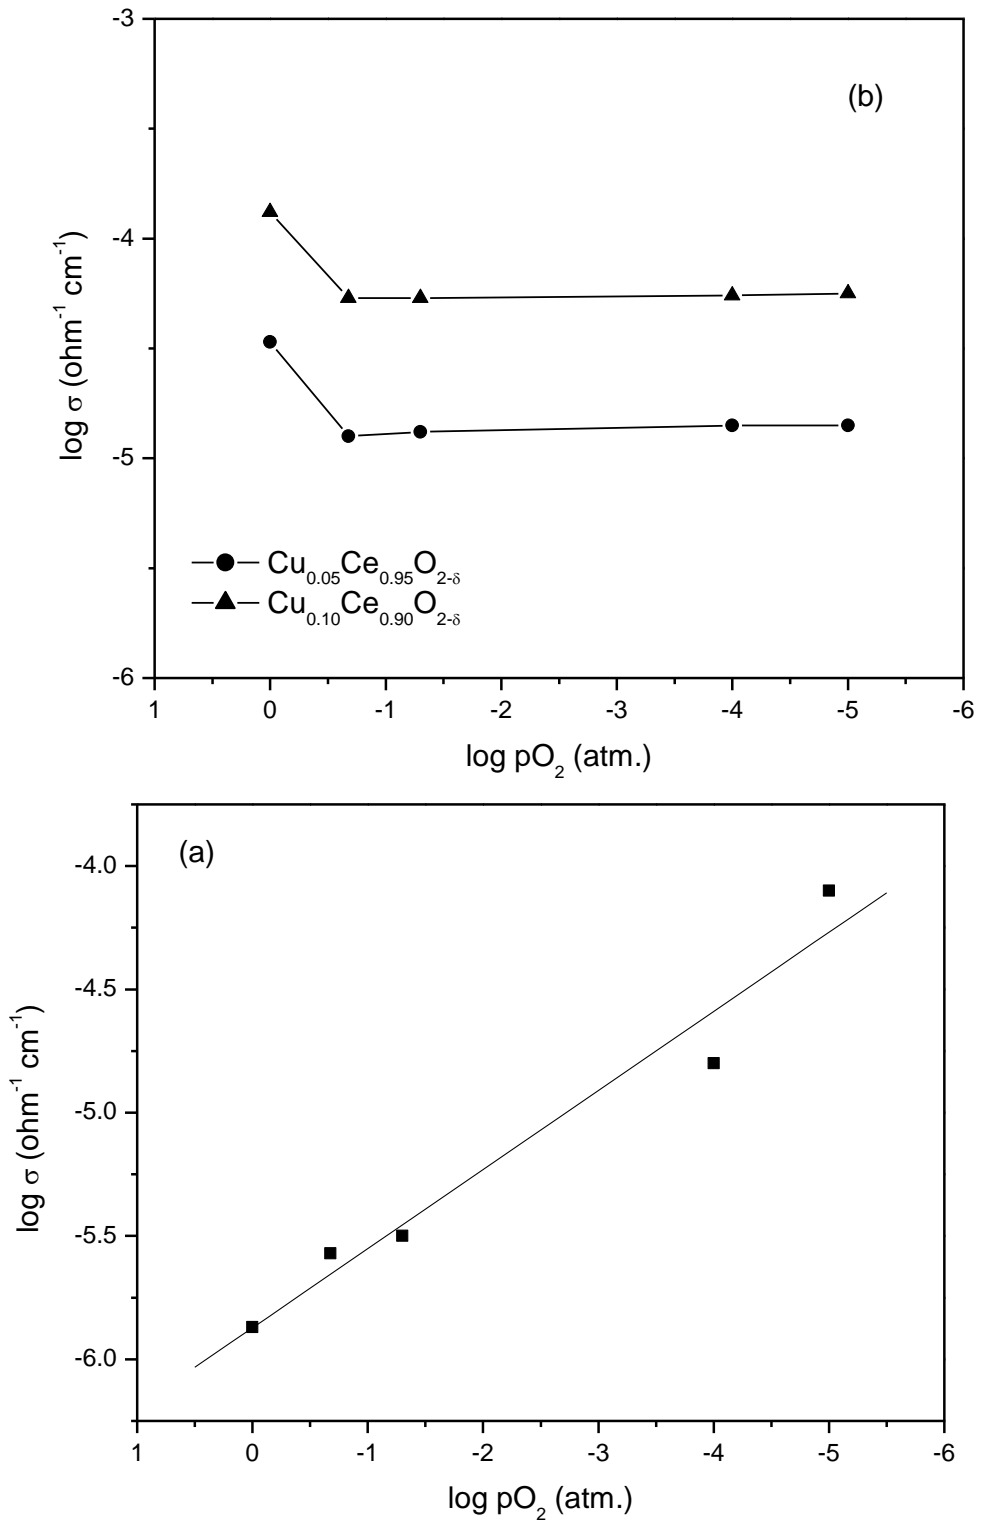 -3
(b)
-4
log σ (ohm⁻¹ cm⁻¹)
-5
Cu₀.₀₅Ce₀.₉₅O₂₋δ
Cu₀.₁₀Ce₀.₉₀O₂₋δ
-6
1 0 -1 -2 -3 -4 -5 -6
log pO₂ (atm.)
(a)
-4.0
-4.5
log σ (ohm⁻¹ cm⁻¹)
-5.0
-5.5
-6.0
1 0 -1 -2 -3 -4 -5 -6
log pO₂ (atm.)